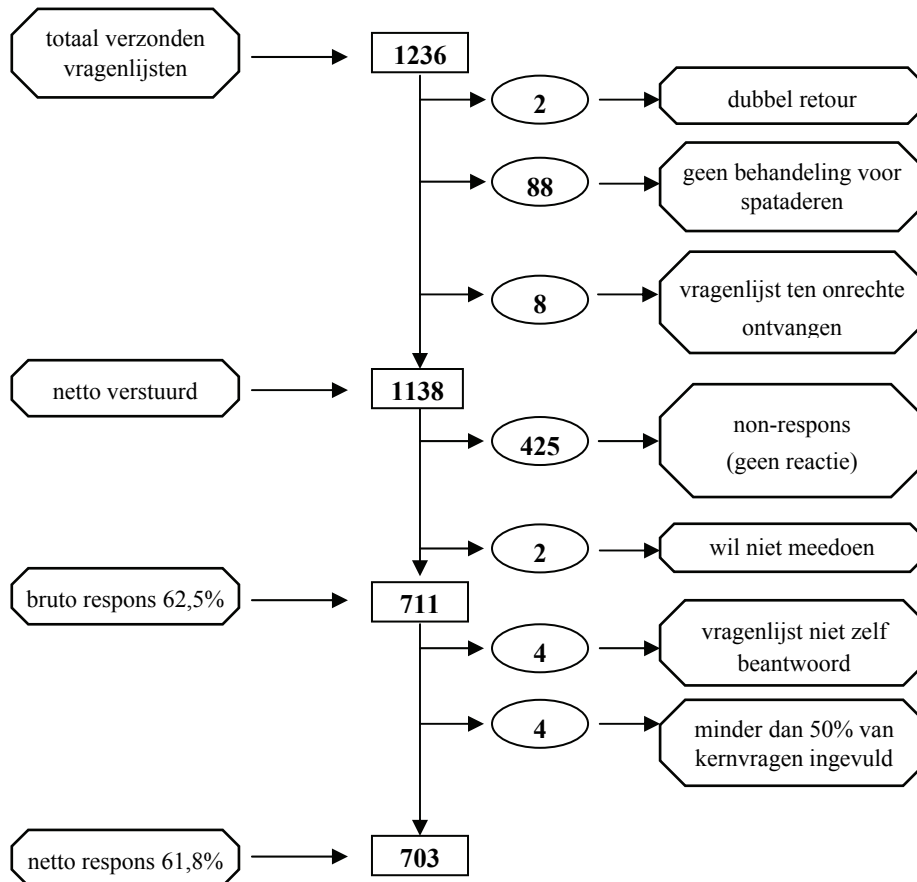 totaal verzonden
vragenlijsten
1236
2
dubbel retour
88
geen behandeling voor
spataderen
8
vragenlijst ten onrechte
ontvangen
netto verstuurd
1138
425
non-respons
(geen reactie)
2
wil niet meedoen
bruto respons 62,5%
711
4
vragenlijst niet zelf
beantwoord
4
minder dan 50% van
kernvragen ingevuld
netto respons 61,8%
703